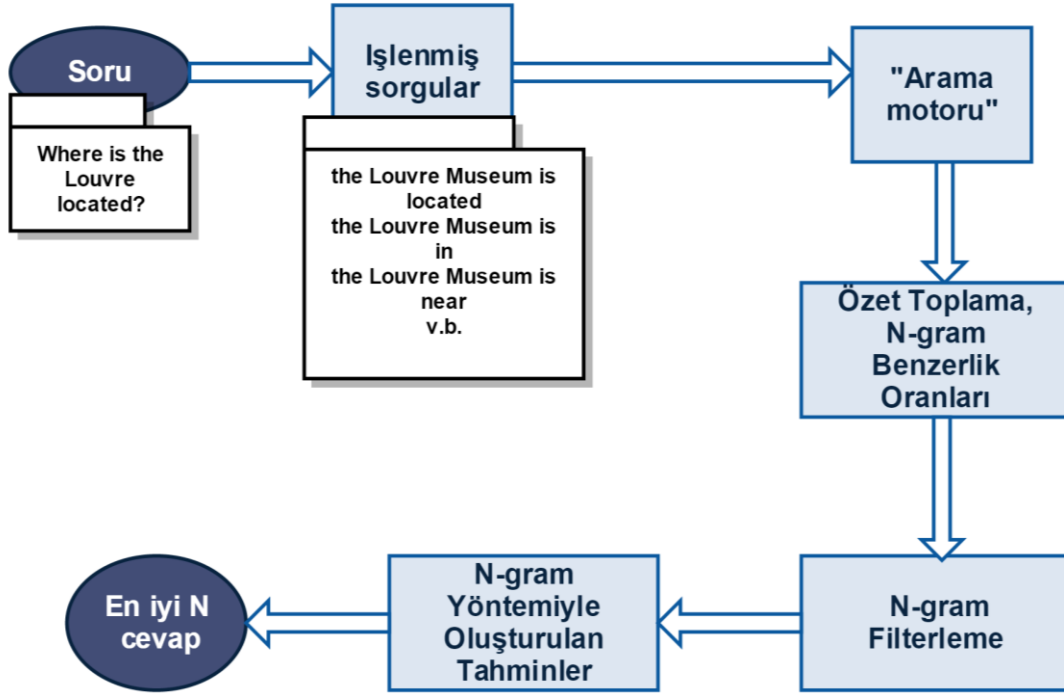 Soru
Where is the
Louvre
located?
Işlenmiş
sorgular
the Louvre Museum is
located
the Louvre Museum is
in
the Louvre Museum is
near
v.b.
"Arama
motoru"
Özet Toplama,
N-gram
Benzerlik
Oranları
N-gram
Filterleme
N-gram
Yöntemiyle
Oluşturulan
Tahminler
En iyi N
cevap